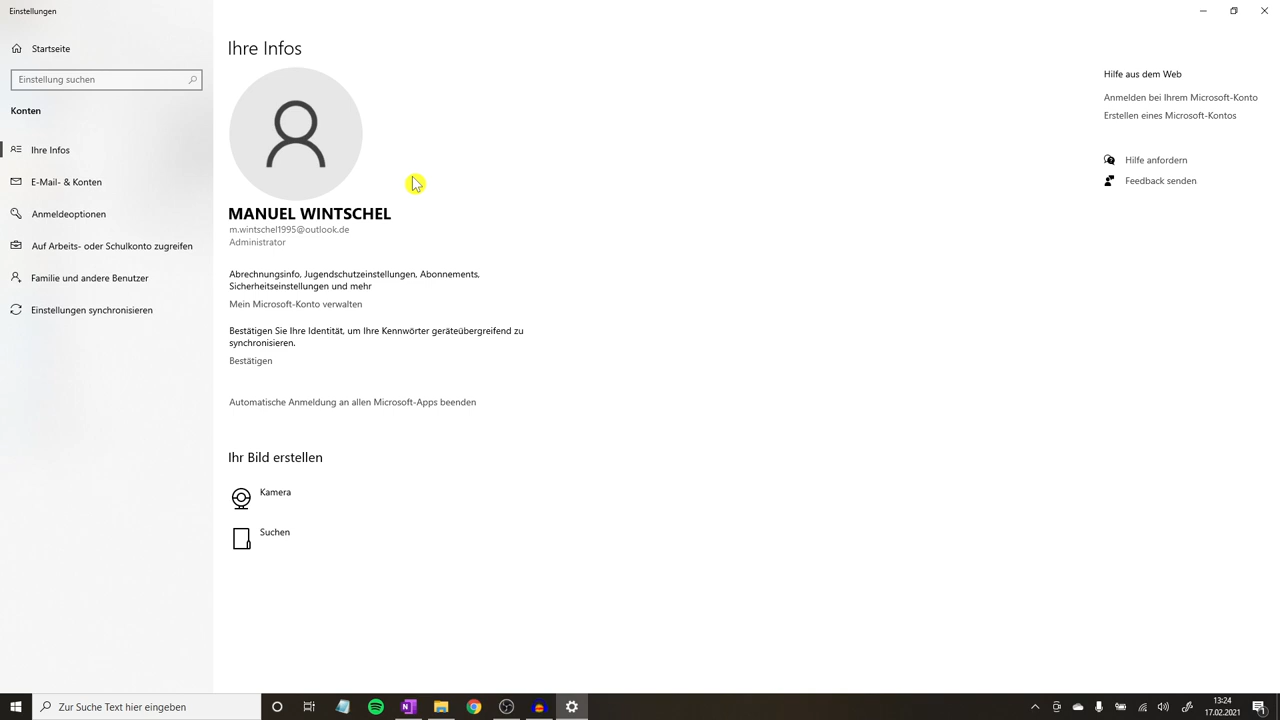 Einstellungen
Startseite
Einstellung suchen
Konten
Ihre Infos
E-Mail- & Konten
Anmeldeoptionen
Auf Arbeits- oder Schulkonto zugreifen
Familie und andere Benutzer
Einstellungen synchronisieren
Ihre Infos
MANUEL WINTSCHEL
m.wintschel1995@outlook.de
Administrator
Abrechnungsinfo, Jugendschutzeinstellungen, Abonnements,
Sicherheitseinstellungen und mehr
Mein Microsoft-Konto verwalten
Bestätigen Sie Ihre Identität, um Ihre Kennwörter geräteübergreifend zu
synchronisieren.
Bestätigen
Automatische Anmeldung an allen Microsoft-Apps beenden
Ihr Bild erstellen
Kamera
Suchen
Hilfe aus dem Web
Anmelden bei Ihrem Microsoft-Konto
Erstellen eines Microsoft-Kontos
Hilfe anfordern
Feedback senden
Zur Suche Text hier eingeben
13:24
17.02.2021